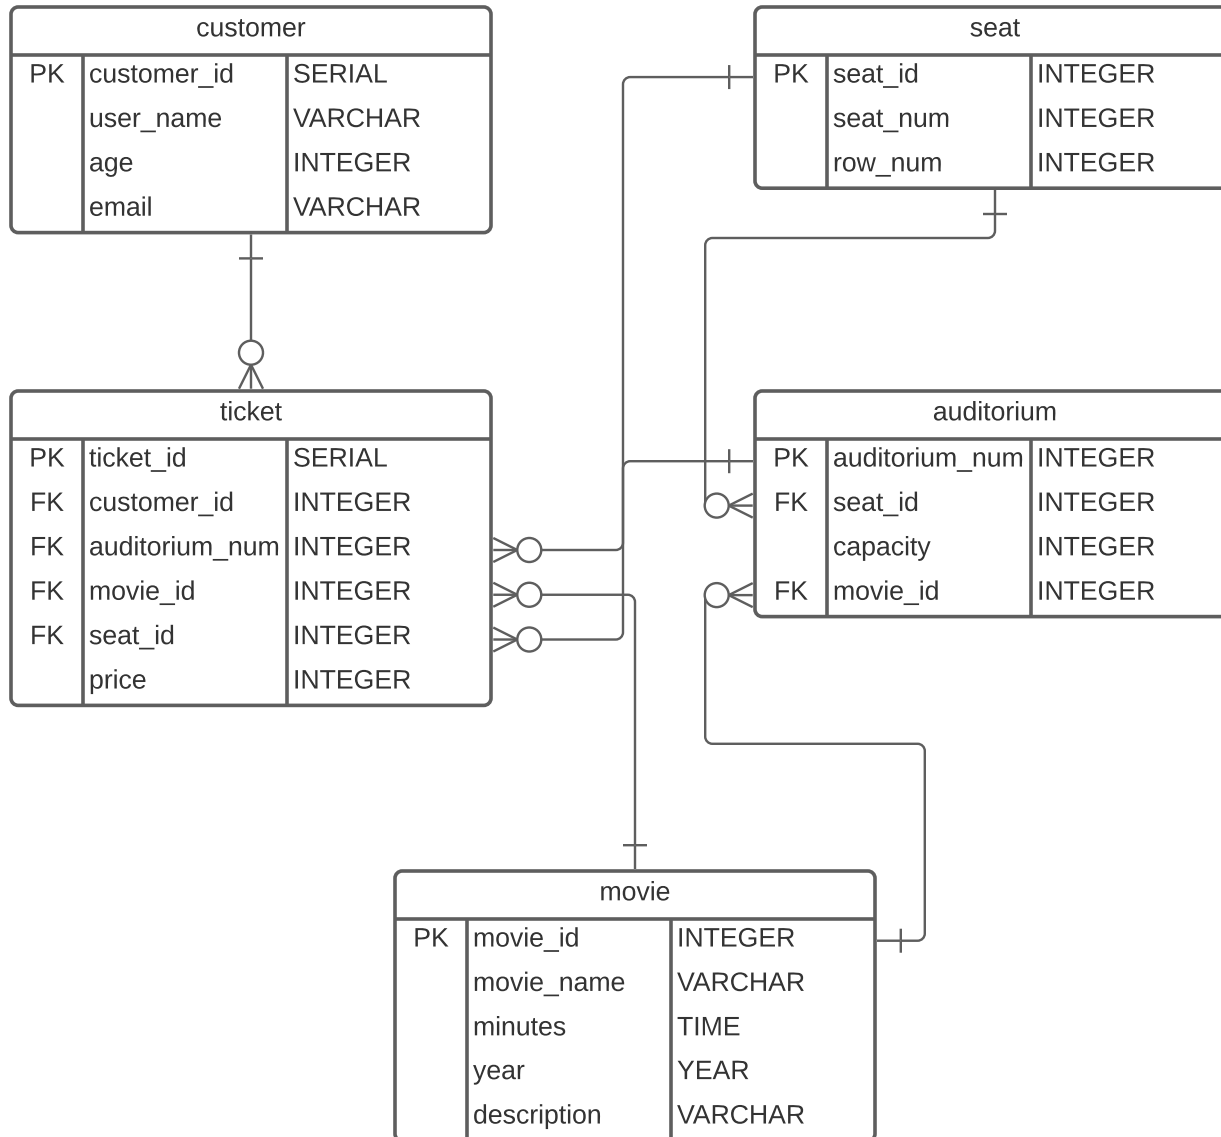 customer
PK customer_id SERIAL
user_name VARCHAR
age INTEGER
email VARCHAR
seat
PK seat_id INTEGER
seat_num INTEGER
row_num INTEGER
ticket
PK ticket_id SERIAL
FK customer_id INTEGER
FK auditorium_num INTEGER
FK movie_id INTEGER
FK seat_id INTEGER
price INTEGER
auditorium
PK auditorium_num INTEGER
FK seat_id INTEGER
capacity INTEGER
FK movie_id INTEGER
movie
PK movie_id INTEGER
movie_name VARCHAR
minutes TIME
year YEAR
description VARCHAR